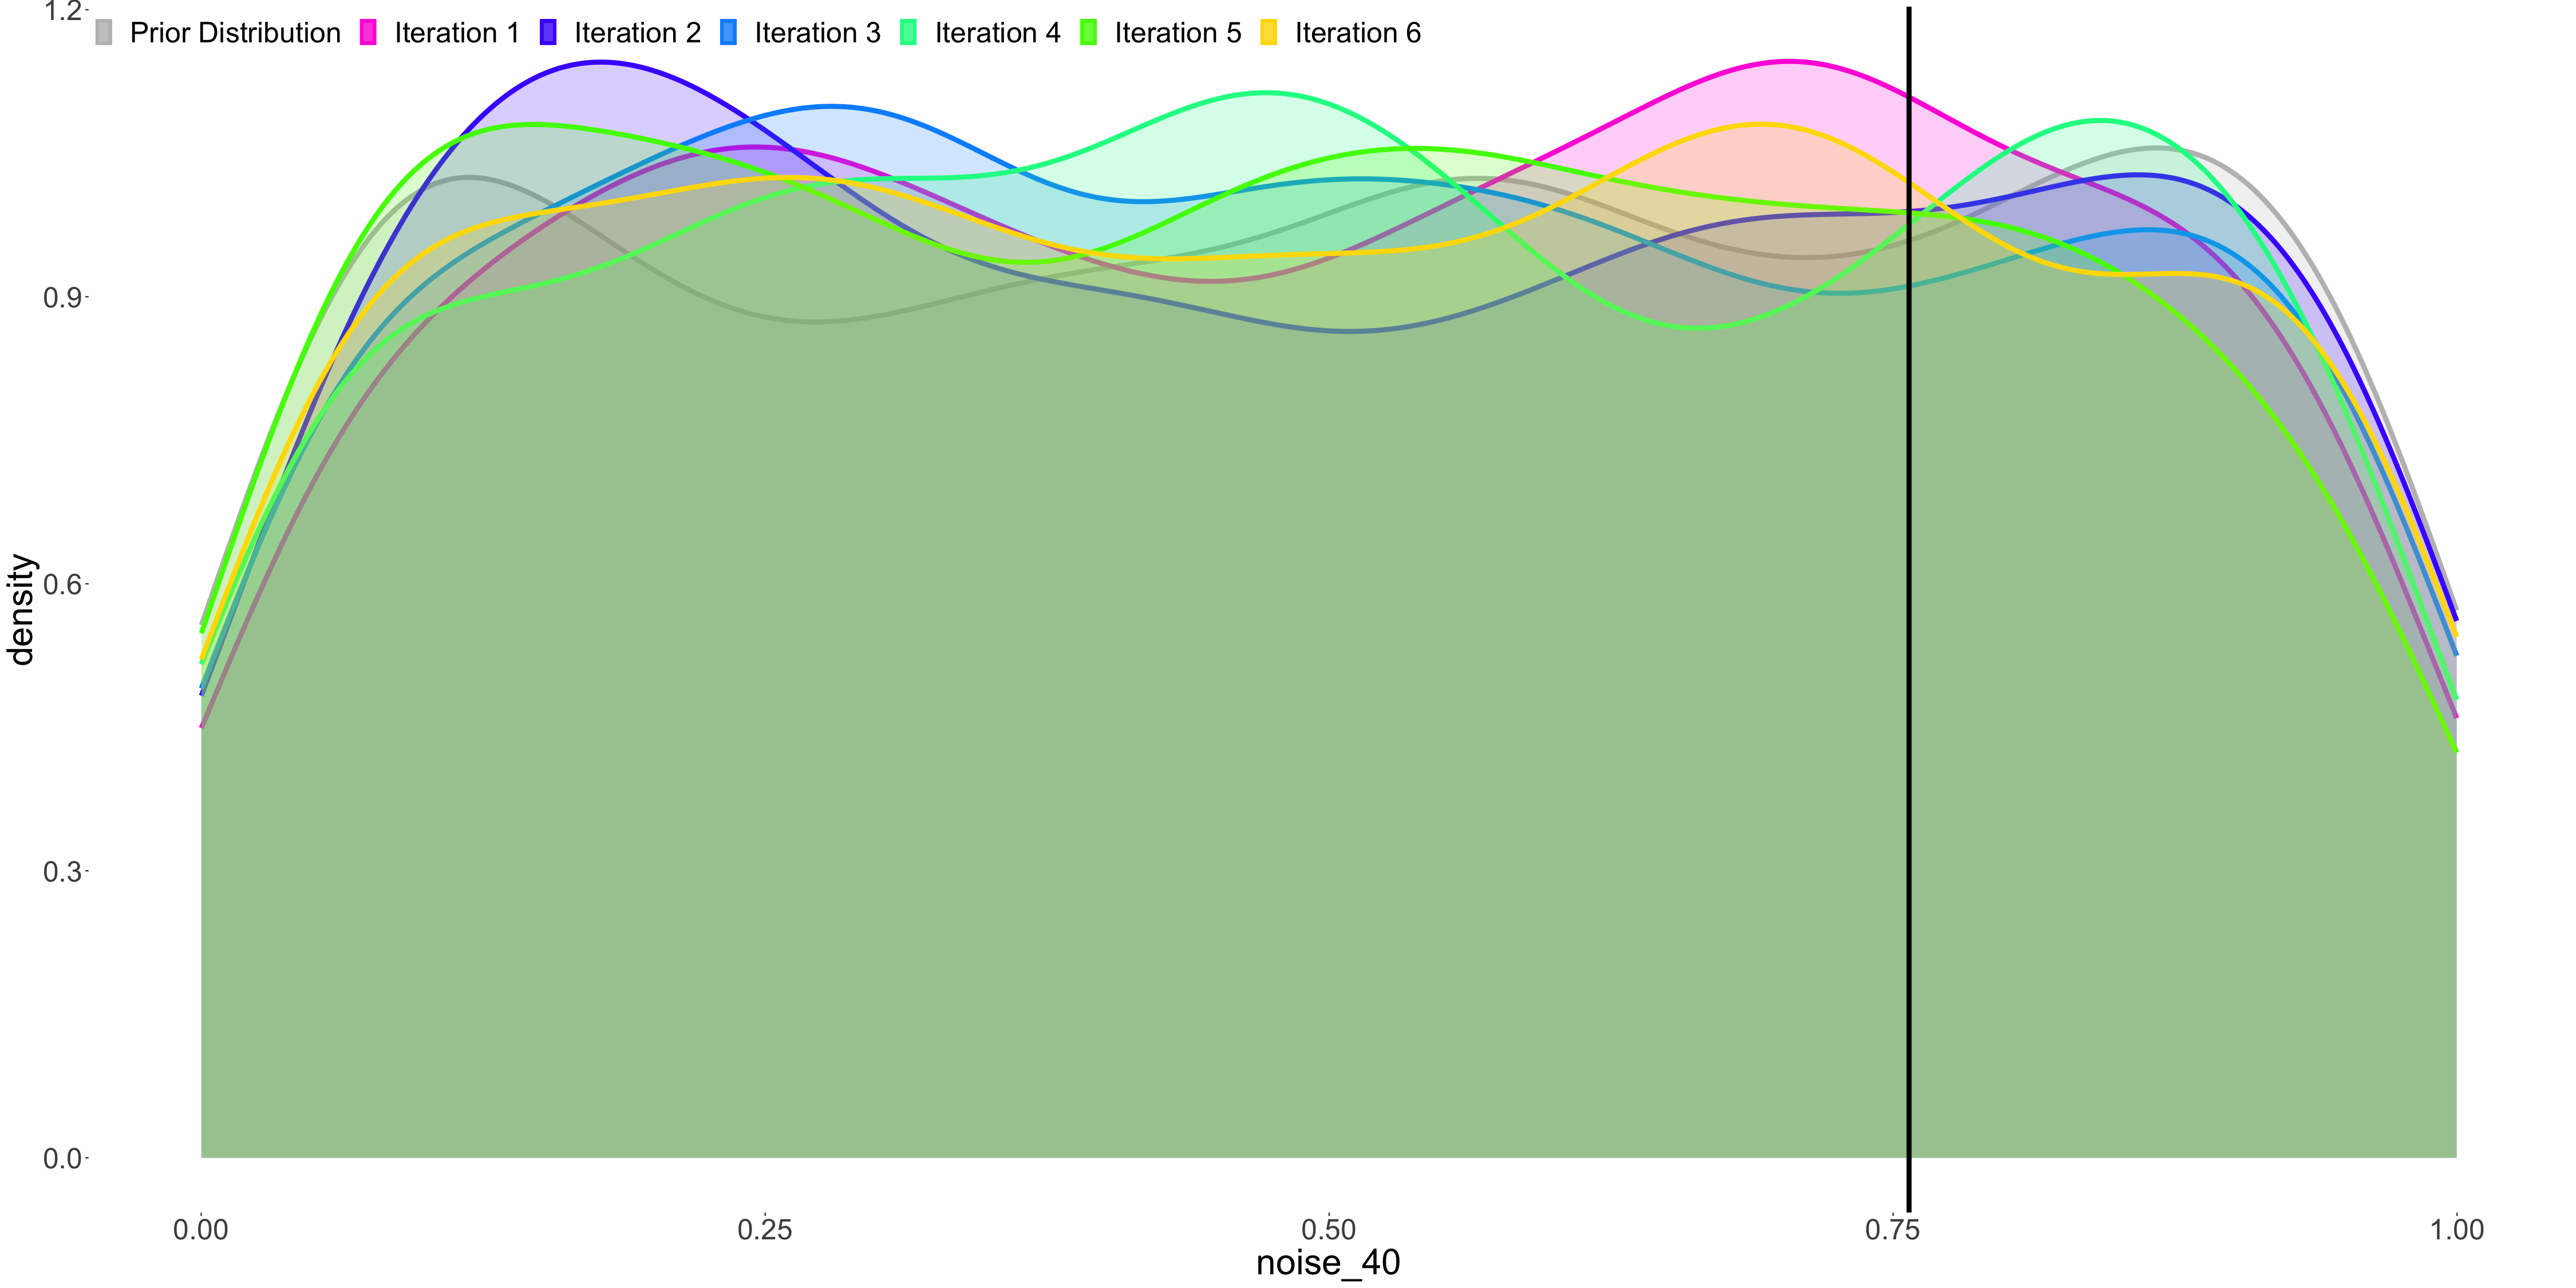 Prior Distribution Iteration 1 Iteration 2 Iteration 3 Iteration 4 Iteration 5 Iteration 6
1.2
0.9
0.6
0.3
0.0
density
0.00 0.25 0.50 0.75 1.00
noise_40